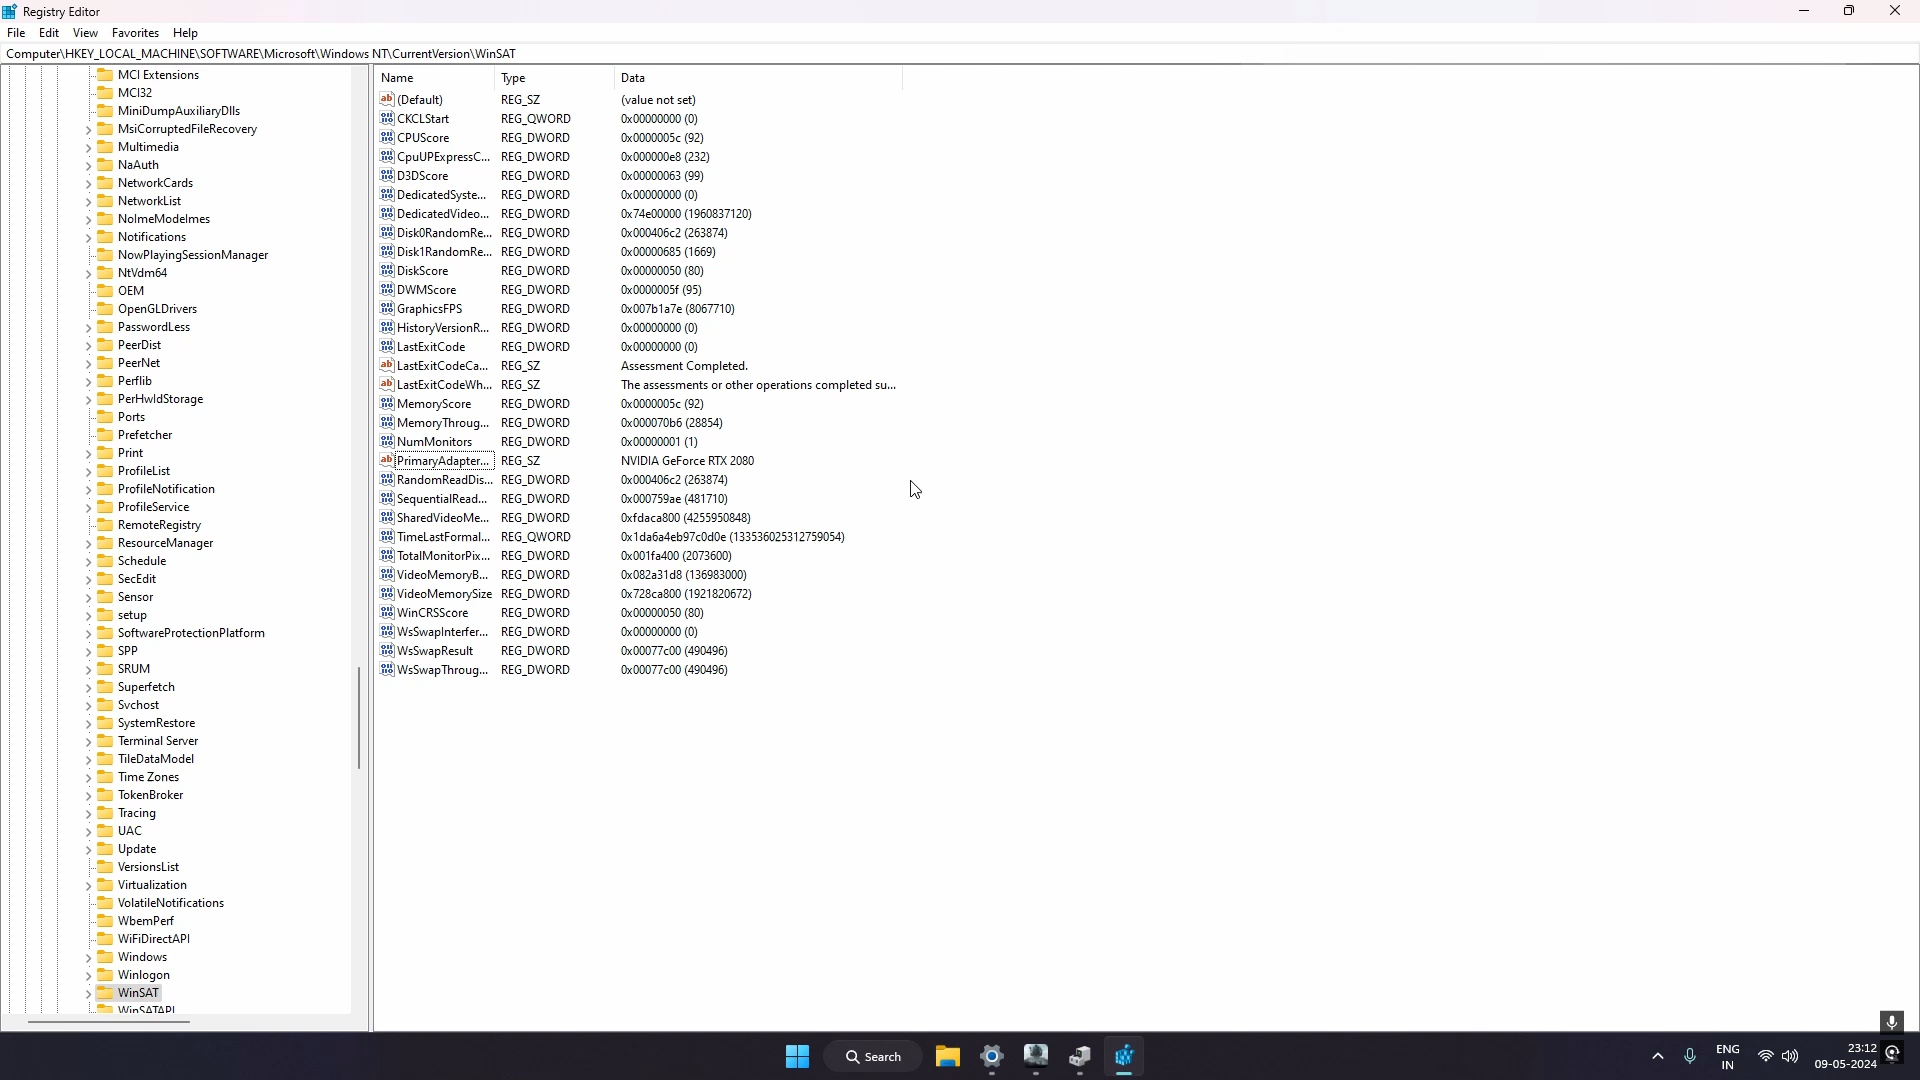 Registry Editor
File Edit View Favorites Help
Computer\HKEY_LOCAL_MACHINE\SOFTWARE\Microsoft\Windows NT\CurrentVersion\WinSAT
MCI Extensions
MCI32
MiniDumpAuxiliaryDlls
MsiCorruptedFileRecovery
Multimedia
NaAuth
NetworkCards
NetworkList
NoImeModeImes
Notifications
NowPlayingSessionManager
NtVdm64
OEM
OpenGLDrivers
PasswordLess
PeerDist
PeerNet
Perflib
PerHwIdStorage
Ports
Prefetcher
Print
ProfileList
ProfileNotification
ProfileService
RemoteRegistry
ResourceManager
Schedule
SecEdit
Sensor
setup
SoftwareProtectionPlatform
SPP
SRUM
Superfetch
Svchost
SystemRestore
Terminal Server
TileDataModel
Time Zones
TokenBroker
Tracing
UAC
Update
VersionsList
Virtualization
VolatileNotifications
WbemPerf
WiFiDirectAPI
Windows
Winlogon
WinSAT
WinSATAPI
Name Type Data
(Default) REG_SZ (value not set)
CKCLStart REG_QWORD 0x00000000 (0)
CPUScore REG_DWORD 0x0000005c (92)
CpuUPExpressC... REG_DWORD 0x000000e8 (232)
D3DScore REG_DWORD 0x00000063 (99)
DedicatedSyste... REG_DWORD 0x00000000 (0)
DedicatedVideo... REG_DWORD 0x74e00000 (1960837120)
Disk0RandomRe... REG_DWORD 0x000406c2 (263874)
Disk1RandomRe... REG_DWORD 0x00000685 (1669)
DiskScore REG_DWORD 0x00000050 (80)
DWMScore REG_DWORD 0x0000005f (95)
GraphicsFPS REG_DWORD 0x007b1a7e (8067710)
HistoryVersionR... REG_DWORD 0x00000000 (0)
LastExitCode REG_DWORD 0x00000000 (0)
LastExitCodeCa... REG_SZ Assessment Completed.
LastExitCodeWh... REG_SZ The assessments or other operations completed su...
MemoryScore REG_DWORD 0x0000005c (92)
MemoryThroug... REG_DWORD 0x000070b6 (28854)
NumMonitors REG_DWORD 0x00000001 (1)
PrimaryAdapter... REG_SZ NVIDIA GeForce RTX 2080
RandomReadDis... REG_DWORD 0x000406c2 (263874)
SequentialRead... REG_DWORD 0x000759ae (481710)
SharedVideoMe... REG_DWORD 0xfdaca800 (4255950848)
TimeLastFormal... REG_QWORD 0x1da6a4eb97c0d0e (133536025312759054)
TotalMonitorPix... REG_DWORD 0x001fa400 (2073600)
VideoMemoryB... REG_DWORD 0x082a31d8 (136983000)
VideoMemorySize REG_DWORD 0x728ca800 (1921820672)
WinCRSScore REG_DWORD 0x00000050 (80)
WsSwapInterfer... REG_DWORD 0x00000000 (0)
WsSwapResult REG_DWORD 0x00077c00 (490496)
WsSwapThroug... REG_DWORD 0x00077c00 (490496)
Search
ENG
IN
23:12
09-05-2024